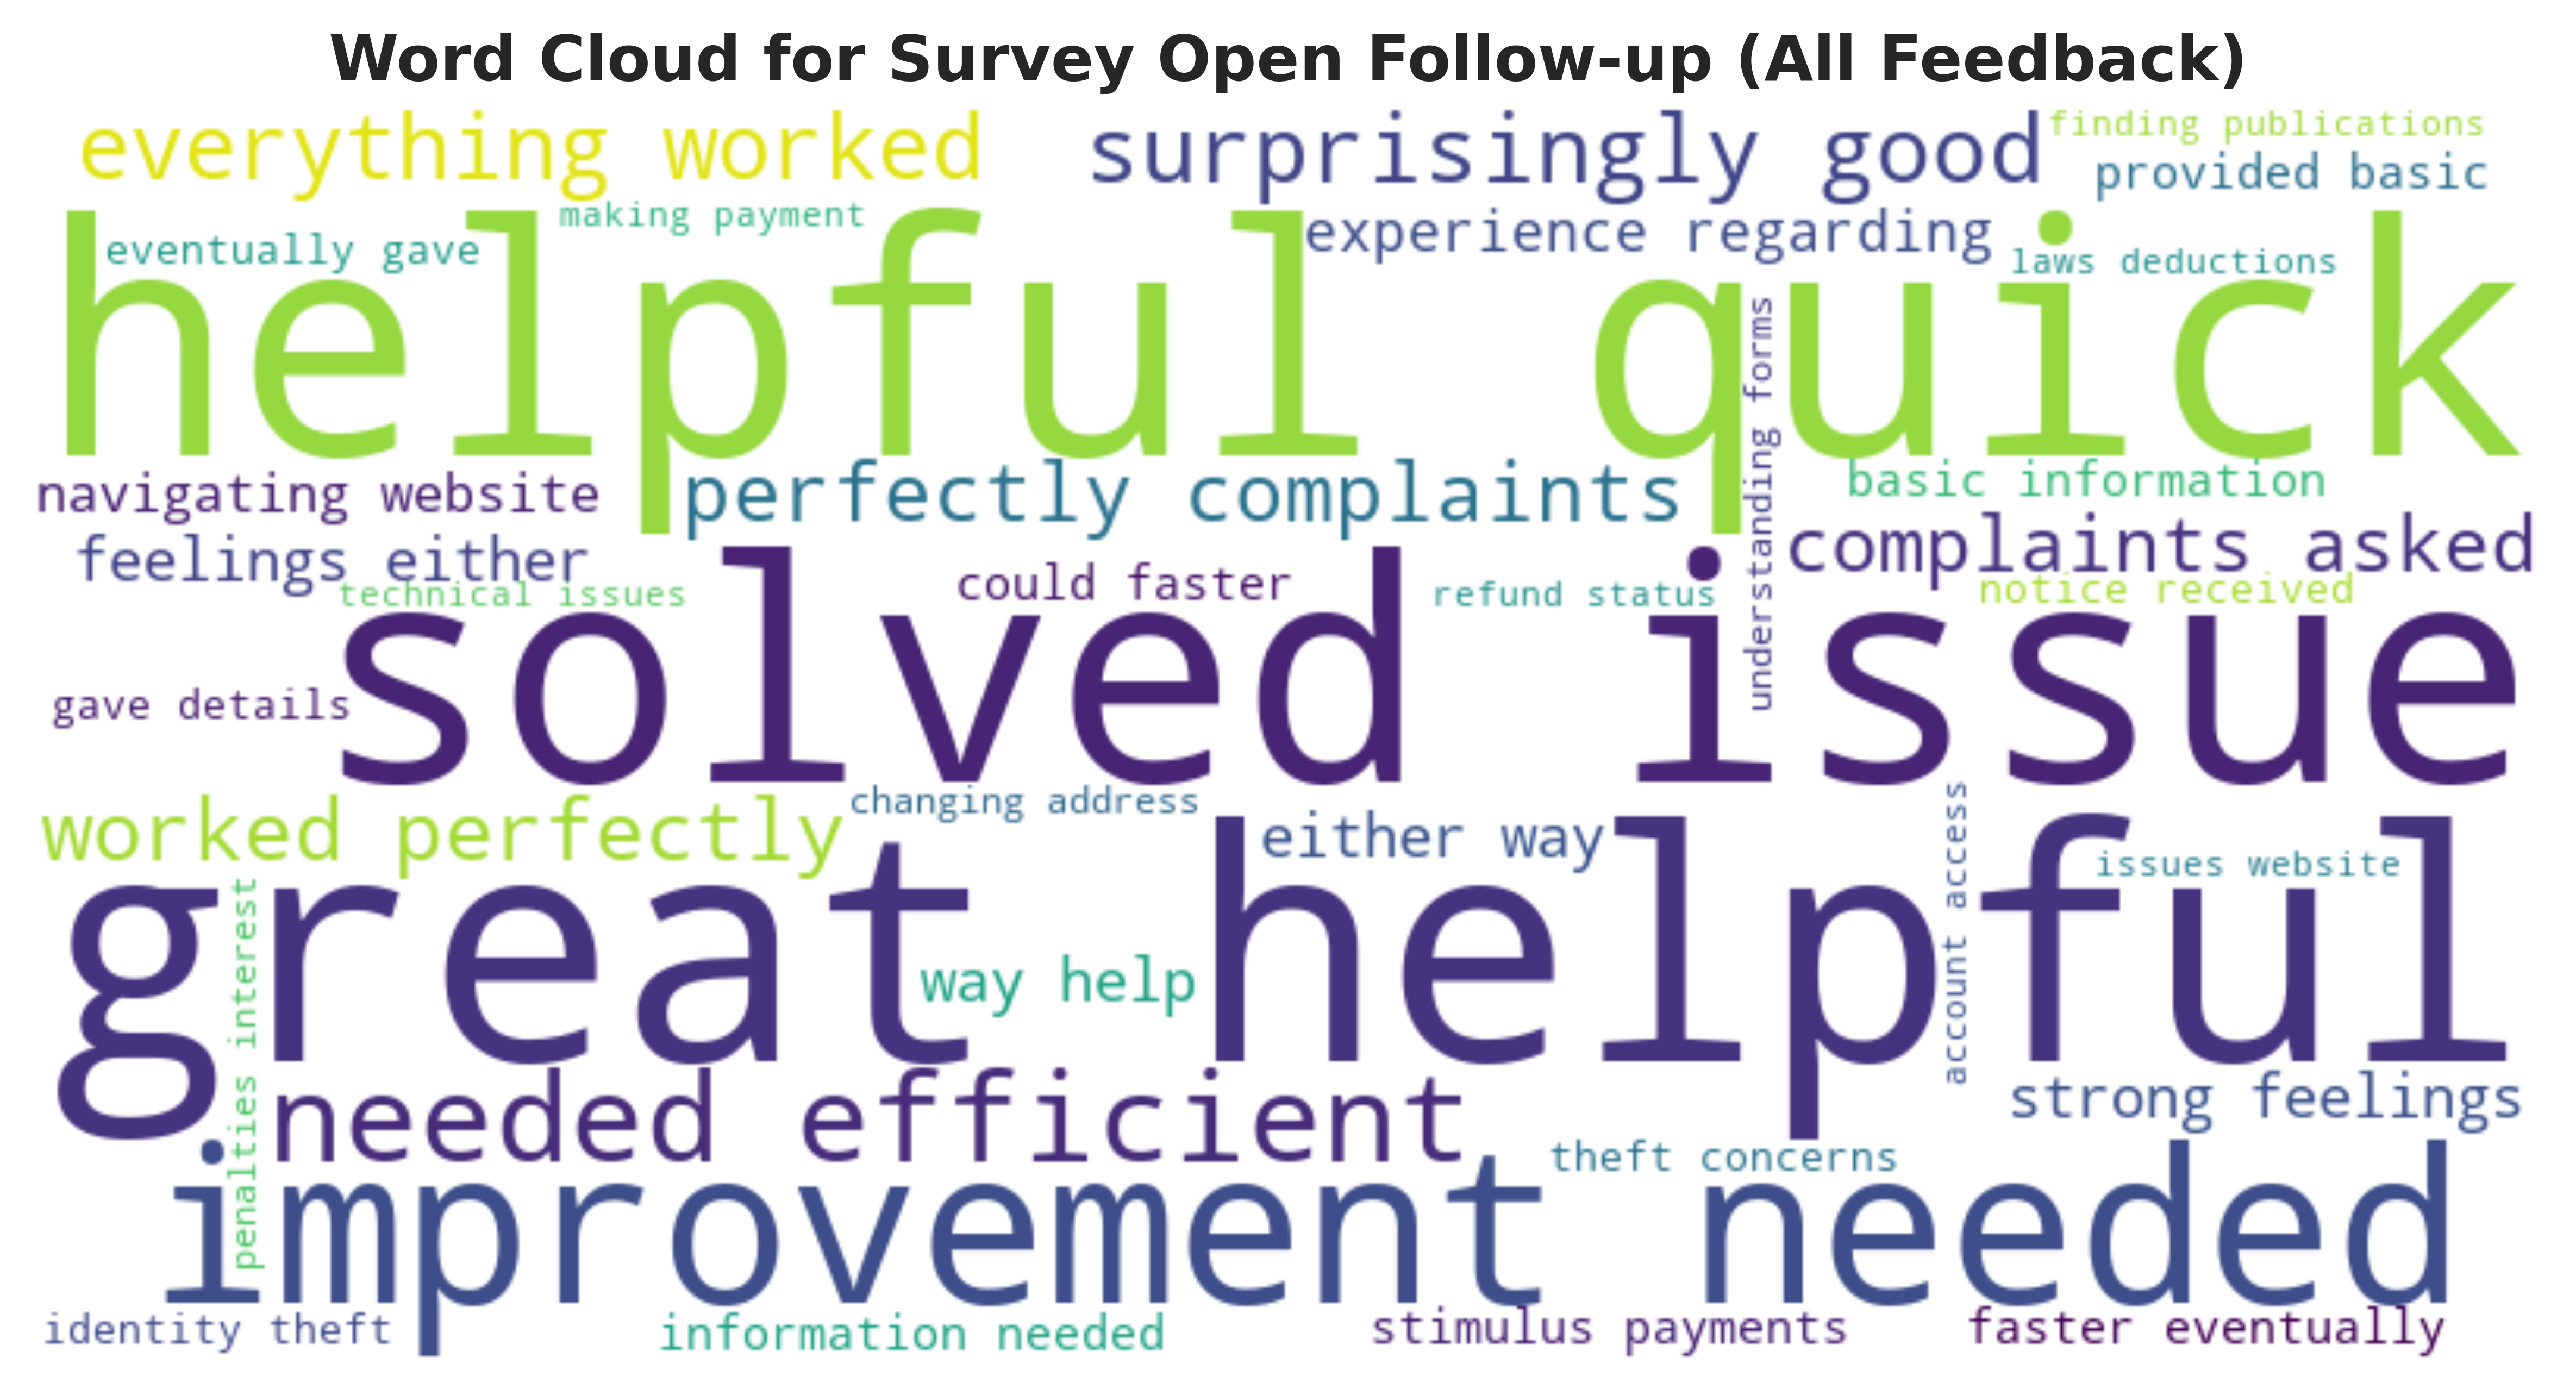 Word Cloud for Survey Open Follow-up (All Feedback)
everything worked
surprisingly good
finding publications
provided basic
making payment
experience regarding
eventually gave
laws deductions
helpful quick
understanding forms
navigating website
perfectly complaints
basic information
feelings either
complaints asked
technical issues
could faster
refund status
notice received
solved issue
gave details
changing address
worked perfectly
either way
account access
issues website
great helpful
penalties interest
way help
needed efficient
strong feelings
theft concerns
improvement needed
identity theft
information needed
stimulus payments
faster eventually